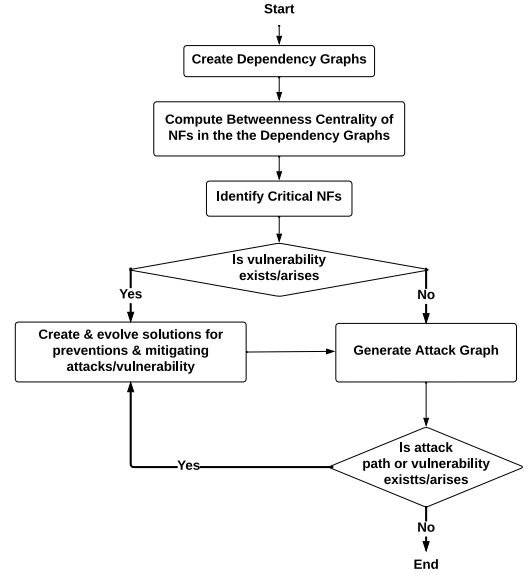 Start
Create Dependency Graphs
Compute Betweenness Centrality of
NFs in the the Dependency Graphs
Identify Critical NFs
Is vulnerability
exists/arises
Yes
No
Create & evolve solutions for
preventions & mitigating
attacks/vulnerability
Generate Attack Graph
Is attack
path or vulnerability
existts/arises
Yes
No
End